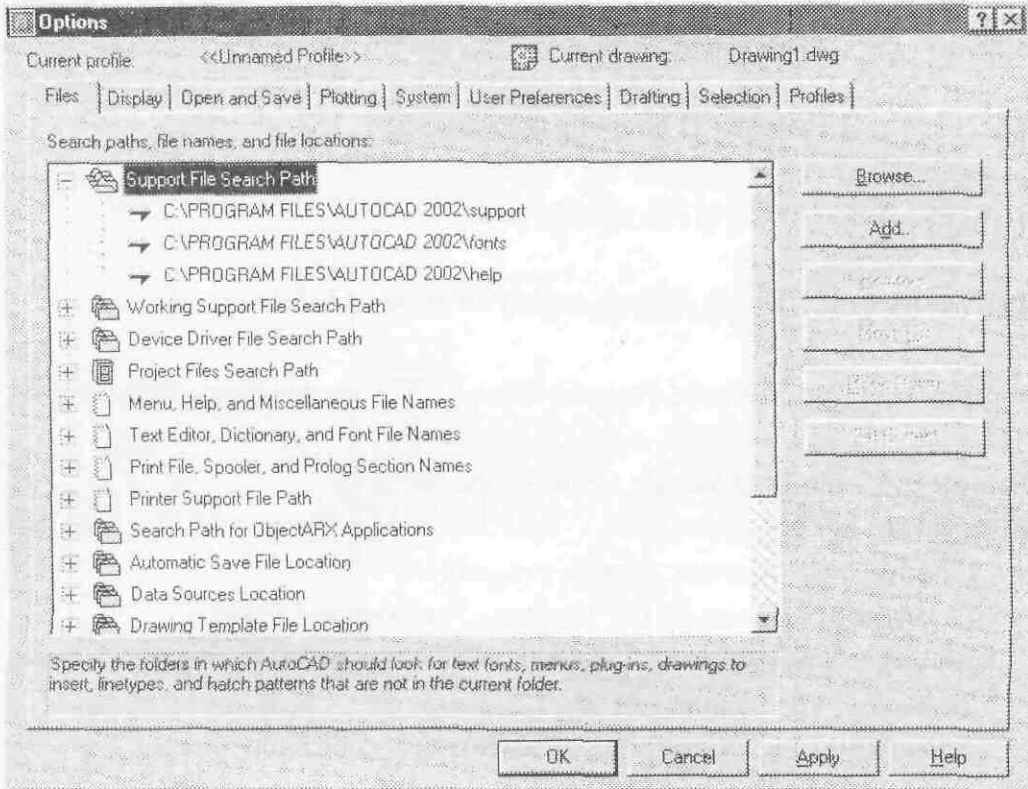 Options
Current profile: <<Unnamed Profile>> Current drawing: Drawing1.dwg
Files Display Open and Save Plotting System User Preferences Drafting Selection Profiles
Search paths, file names, and file locations:
Support File Search Path
C:\PROGRAM FILES\AUTOCAD 2002\support
C:\PROGRAM FILES\AUTOCAD 2002\fonts
C:\PROGRAM FILES\AUTOCAD 2002\help
Working Support File Search Path
Device Driver File Search Path
Project Files Search Path
Menu, Help, and Miscellaneous File Names
Text Editor, Dictionary, and Font File Names
Print File, Spooler, and Prolog Section Names
Printer Support File Path
Search Path for ObjectARX Applications
Automatic Save File Location
Data Sources Location
Drawing Template File Location
Browse...
Add...
Specify the folders in which AutoCAD should look for text fonts, menus, plug-ins, drawings to
insert, linetypes, and hatch patterns that are not in the current folder.
OK Cancel Apply Help